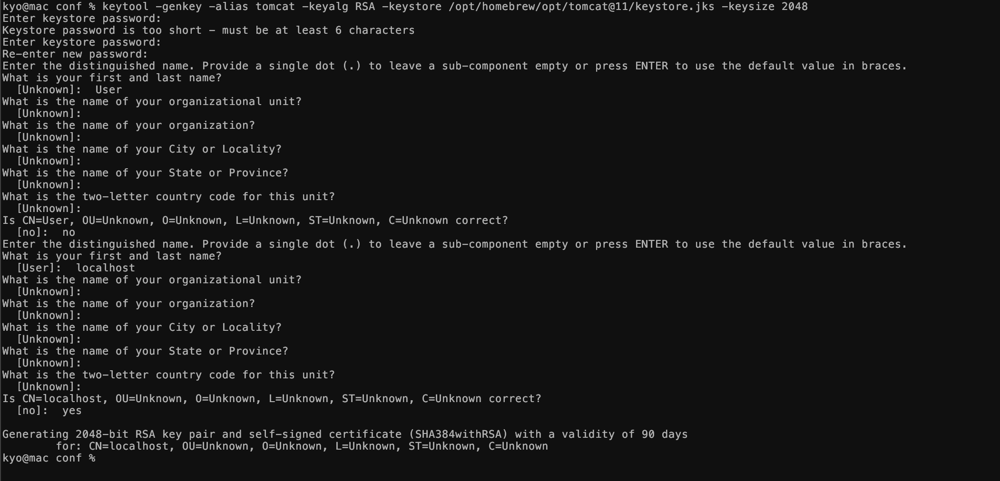 kyo@mac conf % keytool -genkey -alias tomcat -keyalg RSA -keystore /opt/homebrew/opt/tomcat@11/keystore.jks -keysize 2048
Enter keystore password:
Keystore password is too short - must be at least 6 characters
Enter keystore password:
Re-enter new password:
Enter the distinguished name. Provide a single dot (.) to leave a sub-component empty or press ENTER to use the default value in braces.
What is your first and last name?
  [Unknown]:  User
What is the name of your organizational unit?
  [Unknown]:
What is the name of your organization?
  [Unknown]:
What is the name of your City or Locality?
  [Unknown]:
What is the name of your State or Province?
  [Unknown]:
What is the two-letter country code for this unit?
  [Unknown]:
Is CN=User, OU=Unknown, O=Unknown, L=Unknown, ST=Unknown, C=Unknown correct?
  [no]:  no
Enter the distinguished name. Provide a single dot (.) to leave a sub-component empty or press ENTER to use the default value in braces.
What is your first and last name?
  [User]:  localhost
What is the name of your organizational unit?
  [Unknown]:
What is the name of your organization?
  [Unknown]:
What is the name of your City or Locality?
  [Unknown]:
What is the name of your State or Province?
  [Unknown]:
What is the two-letter country code for this unit?
  [Unknown]:
Is CN=localhost, OU=Unknown, O=Unknown, L=Unknown, ST=Unknown, C=Unknown correct?
  [no]:  yes
Generating 2048-bit RSA key pair and self-signed certificate (SHA384withRSA) with a validity of 90 days
        for: CN=localhost, OU=Unknown, O=Unknown, L=Unknown, ST=Unknown, C=Unknown
kyo@mac conf %